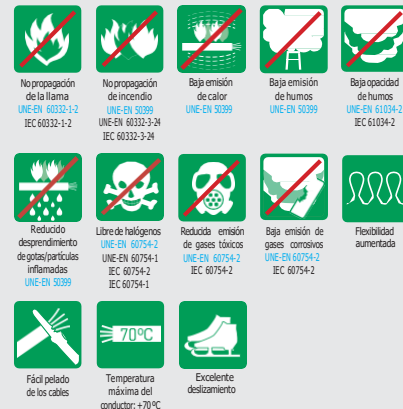 No propagación
de la llama
UNE-EN 60332-1-2
IEC 60332-1-2
No propagación
de incendio
UNE-EN 50399
UNE-EN 60332-3-24
IEC 60332-3-24
Baja emisión
de calor
UNE-EN 50399
Baja emisión
de humos
UNE-EN 50399
Baja opacidad
de humos
UNE-EN 61034-2
IEC 61034-2
Reducido
desprendimiento
de gotas/partículas
inflamadas
UNE-EN 50399
Libre de halógenos
UNE-EN 60754-2
UNE-EN 60754-1
IEC 60754-2
IEC 60754-1
Reducida emisión
de gases tóxicos
UNE-EN 60754-2
IEC 60754-2
Baja emisión de
gases corrosivos
UNE-EN 60754-2
IEC 60754-2
Flexibilidad
aumentada
Fácil pelado
de los cables
70°C
Temperatura
máxima del
conductor: +70 ºC
Excelente
deslizamiento